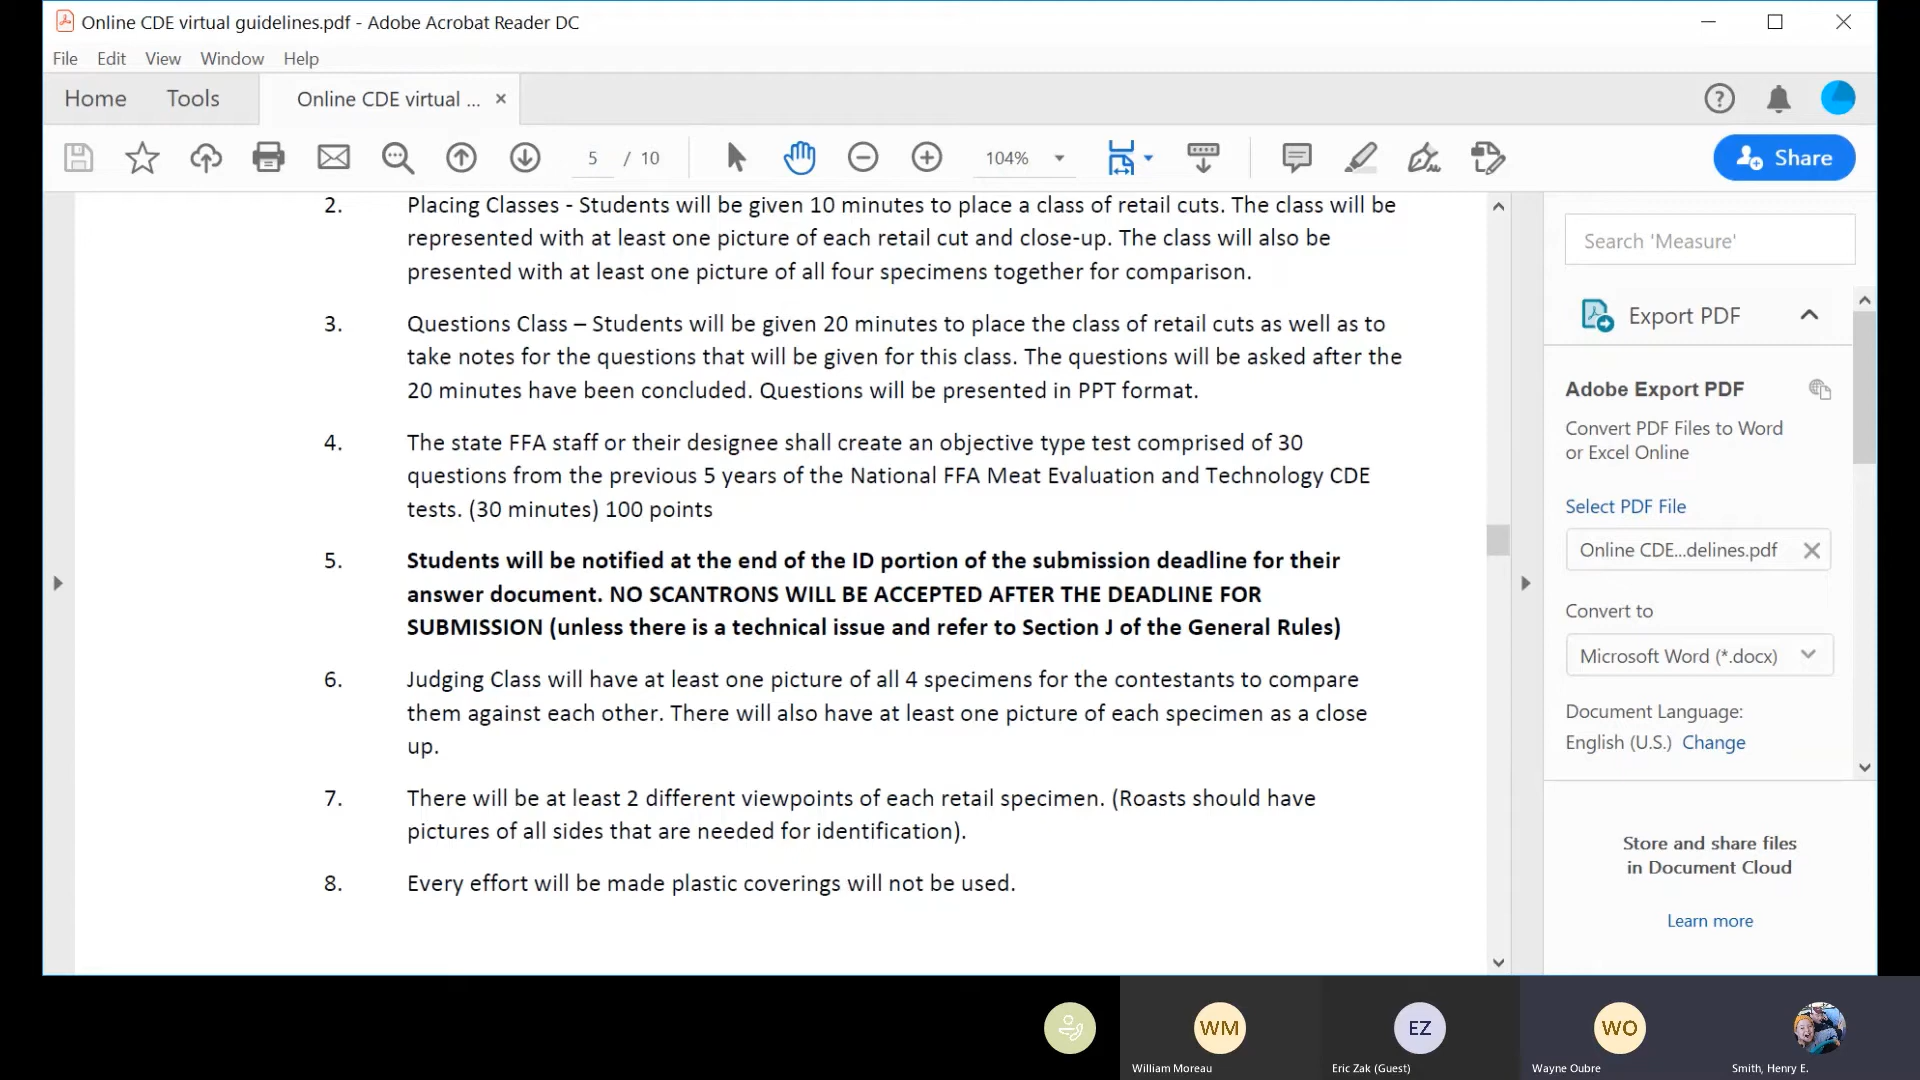 Online CDE virtual guidelines.pdf - Adobe Acrobat Reader DC
File Edit View Window Help
Home Tools Online CDE virtual ... ×
5 / 10 104% Share
2. Placing Classes - Students will be given 10 minutes to place a class of retail cuts. The class will be
represented with at least one picture of each retail cut and close-up. The class will also be
presented with at least one picture of all four specimens together for comparison.
3. Questions Class – Students will be given 20 minutes to place the class of retail cuts as well as to
take notes for the questions that will be given for this class. The questions will be asked after the
20 minutes have been concluded. Questions will be presented in PPT format.
4. The state FFA staff or their designee shall create an objective type test comprised of 30
questions from the previous 5 years of the National FFA Meat Evaluation and Technology CDE
tests. (30 minutes) 100 points
5. Students will be notified at the end of the ID portion of the submission deadline for their
answer document. NO SCANTRONS WILL BE ACCEPTED AFTER THE DEADLINE FOR
SUBMISSION (unless there is a technical issue and refer to Section J of the General Rules)
6. Judging Class will have at least one picture of all 4 specimens for the contestants to compare
them against each other. There will also have at least one picture of each specimen as a close
up.
7. There will be at least 2 different viewpoints of each retail specimen. (Roasts should have
pictures of all sides that are needed for identification).
8. Every effort will be made plastic coverings will not be used.
Search 'Measure'
Export PDF
Adobe Export PDF
Convert PDF Files to Word
or Excel Online
Select PDF File
Online CDE...delines.pdf
Convert to
Microsoft Word (*.docx)
Document Language:
English (U.S.) Change
Store and share files
in Document Cloud
Learn more
WM EZ WO
William Moreau Eric Zak (Guest) Wayne Oubre Smith, Henry E.